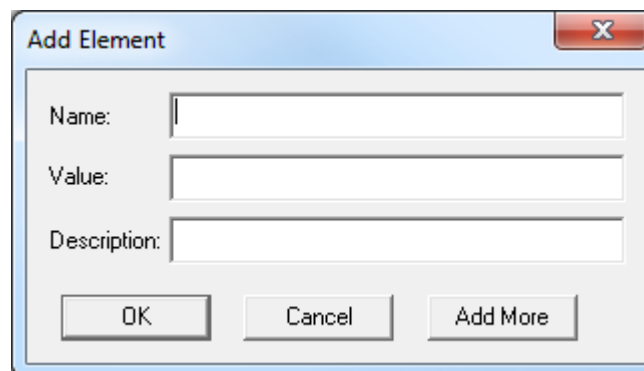 Add Element
Name:
Value:
Description:
OK Cancel Add More